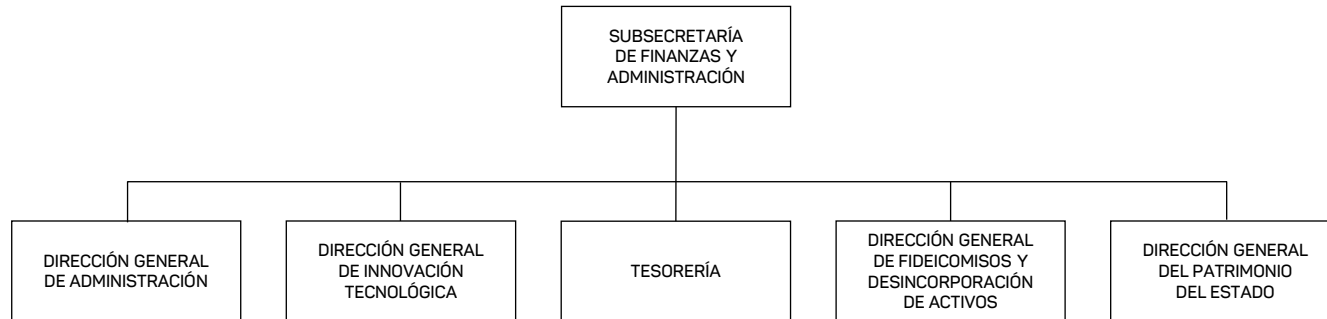 SUBSECRETARÍA
DE FINANZAS Y
ADMINISTRACIÓN
DIRECCIÓN GENERAL
DE ADMINISTRACIÓN
DIRECCIÓN GENERAL
DE INNOVACIÓN
TECNOLÓGICA
TESORERÍA
DIRECCIÓN GENERAL
DE FIDEICOMISOS Y
DESINCORPORACIÓN
DE ACTIVOS
DIRECCIÓN GENERAL
DEL PATRIMONIO
DEL ESTADO